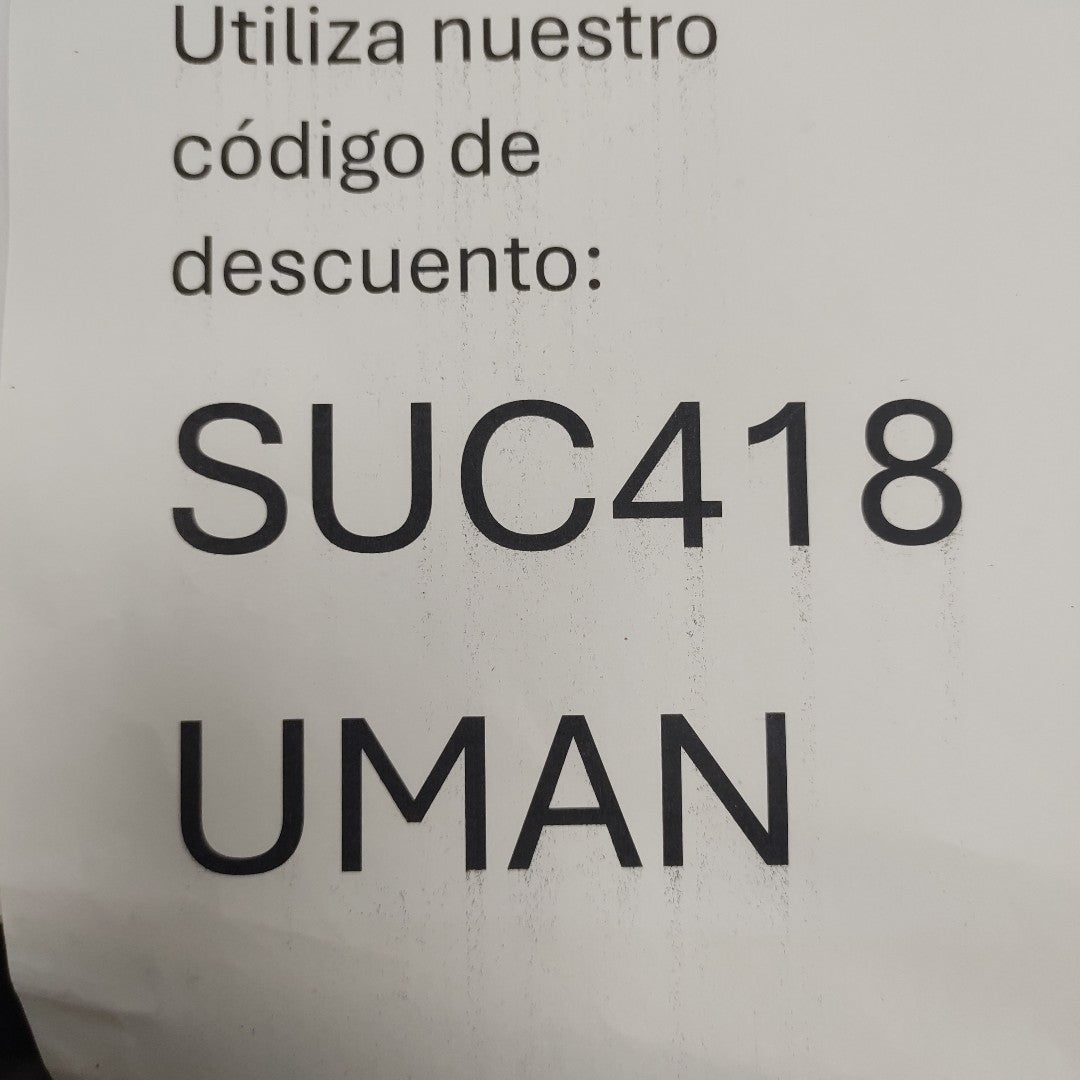 Utiliza nuestro
código de
descuento:
SUC418
UMAN